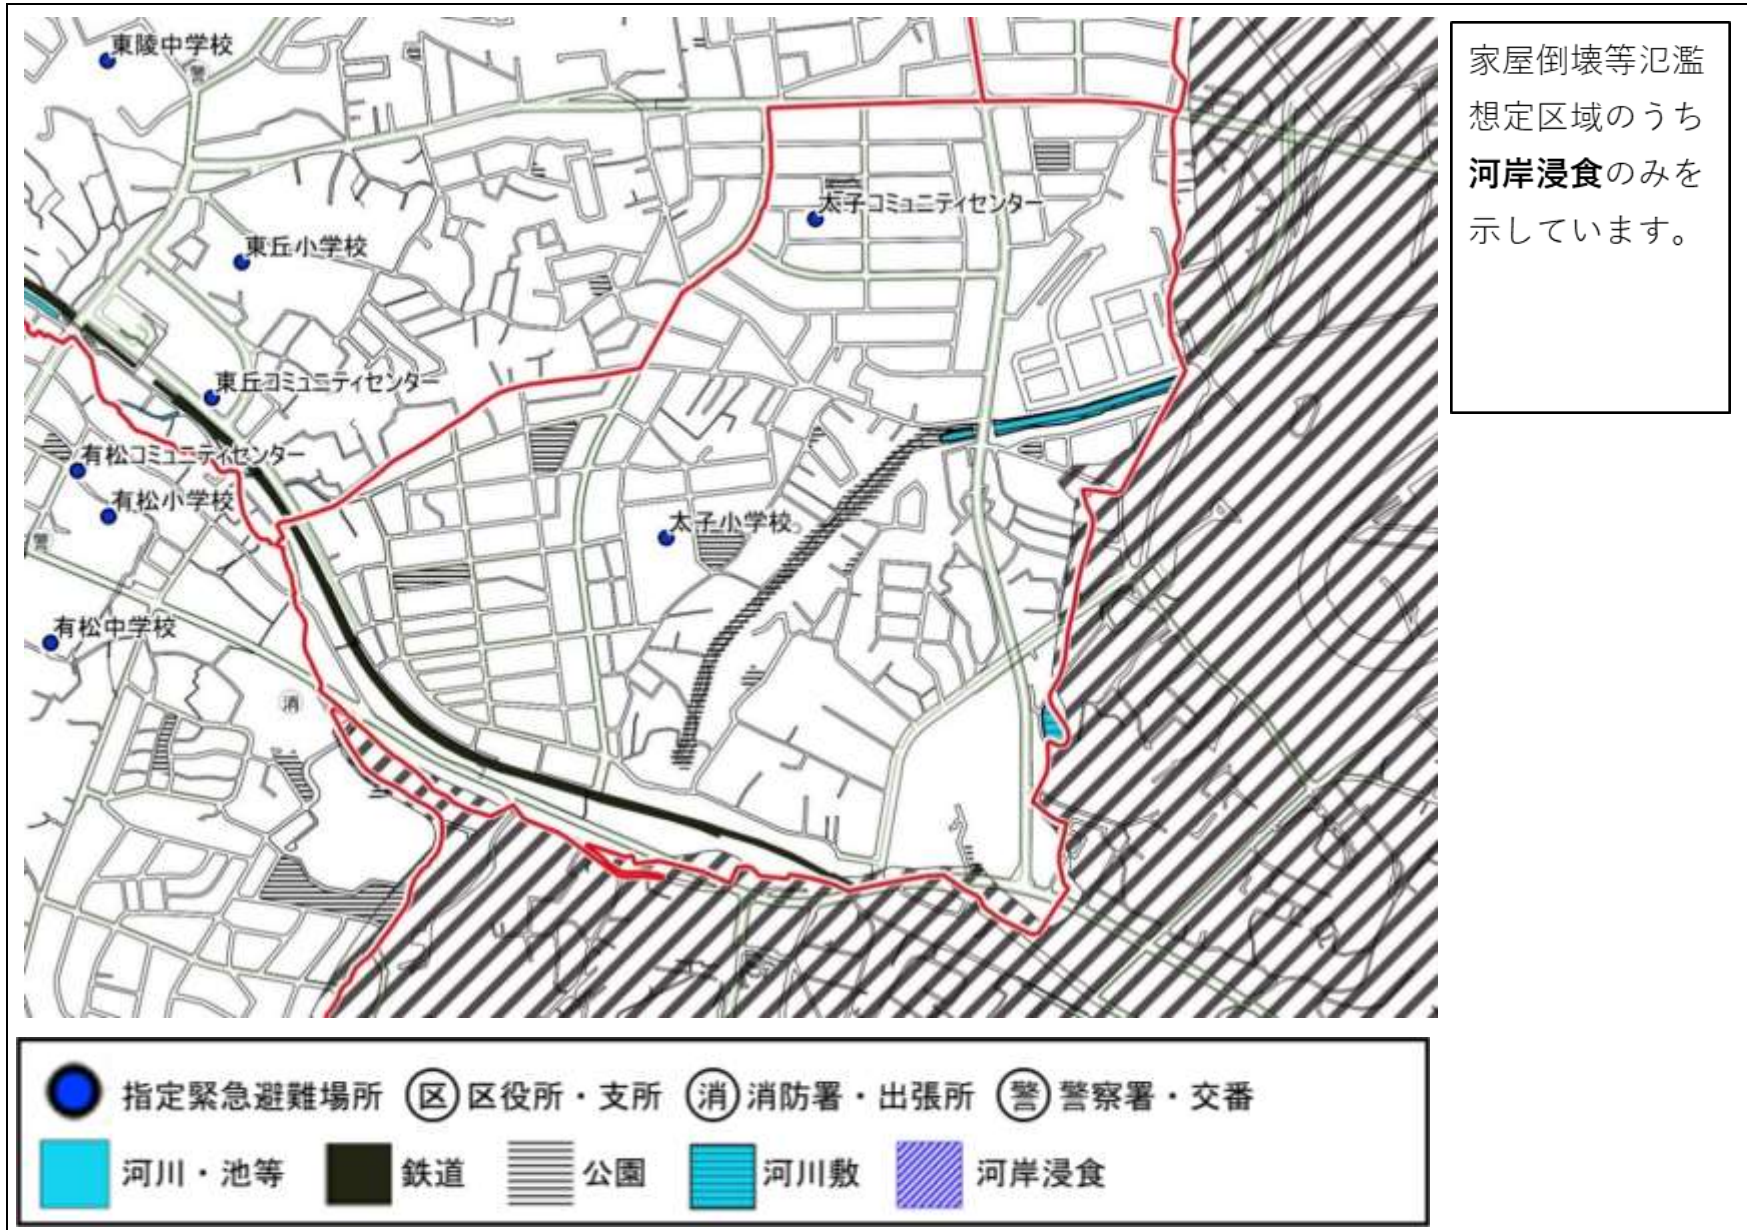 東陵中学校
警
家屋倒壊等氾濫
想定区域のうち
河岸浸食のみを
示しています。
太子コミュニティセンター
東丘小学校
東丘コミュニティセンター
有松コミュニティセンター
有松小学校
太子小学校
警
有松中学校
消
指定緊急避難場所 区 区役所・支所 消 消防署・出張所 警 警察署・交番
河川・池等 鉄道 公園 河川敷 河岸浸食